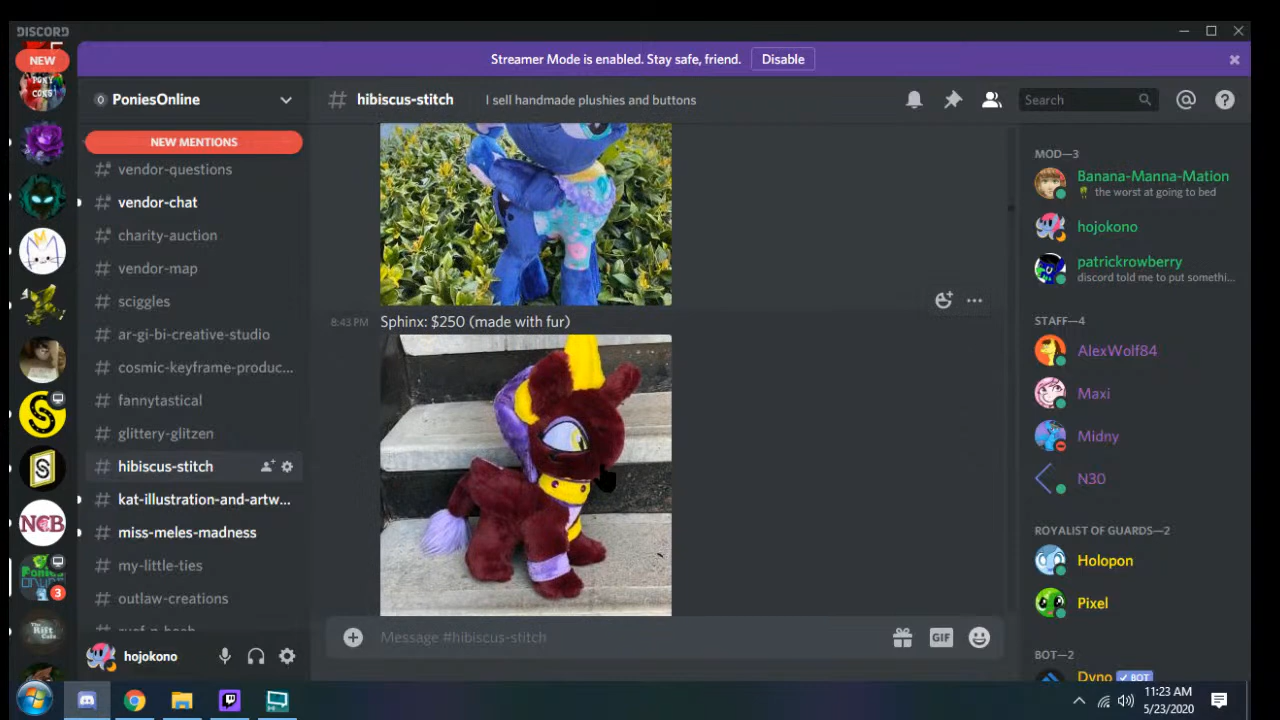 DISCORD
NEW
Streamer Mode is enabled. Stay safe, friend. Disable
PoniesOnline
# hibiscus-stitch
I sell handmade plushies and buttons
Search
NEW MENTIONS
vendor-questions
vendor-chat
charity-auction
vendor-map
sciggles
ar-gi-bi-creative-studio
cosmic-keyframe-produc...
fannytastical
glittery-glitzen
hibiscus-stitch
kat-illustration-and-artw...
miss-meles-madness
my-little-ties
outlaw-creations
hojokono
8:43 PM Sphinx: $250 (made with fur)
Message #hibiscus-stitch
GIF
MOD—3
Banana-Manna-Mation
the worst at going to bed
hojokono
patrickrowberry
discord told me to put somethi...
STAFF—4
AlexWolf84
Maxi
Midny
N30
ROYALIST OF GUARDS—2
Holopon
Pixel
BOT—2
Dyno ✔ BOT
NCB
3
11:23 AM
5/23/2020